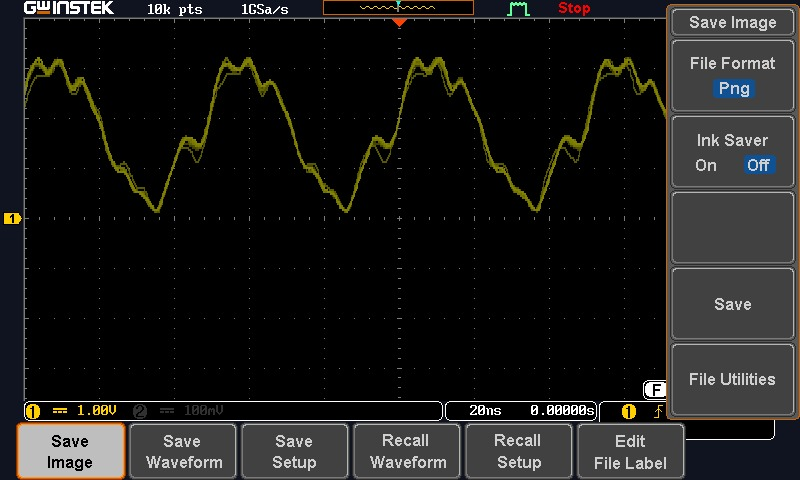 GWINSTEK 10k pts 1GSa/s Stop
Save Image
File Format
Png
Ink Saver
On Off
1
Save
File Utilities
F
1 1.00V 2 100mV 20ns 0.00000s 1
Save
Image
Save
Waveform
Save
Setup
Recall
Waveform
Recall
Setup
Edit
File Label